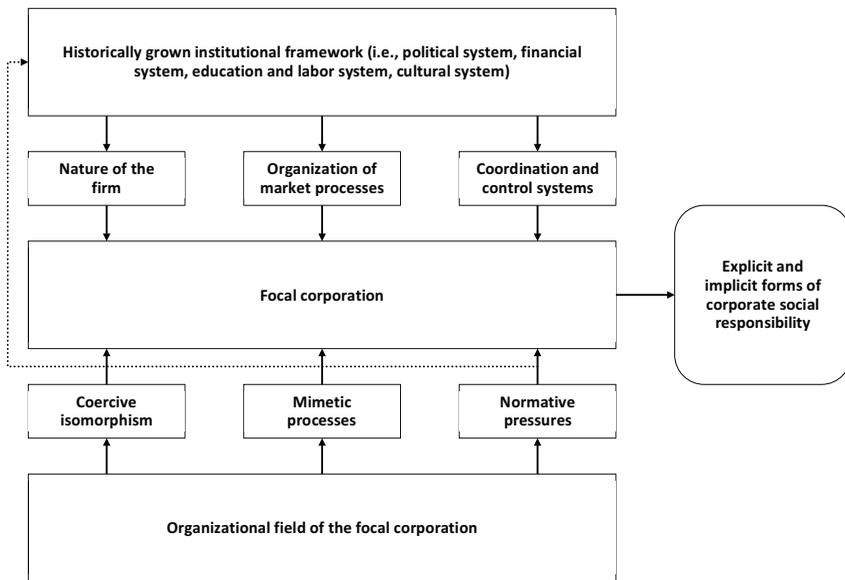 Historically grown institutional framework (i.e., political system, financial
system, education and labor system, cultural system)
Nature of the
firm
Organization of
market processes
Coordination and
control systems
Focal corporation
Explicit and
implicit forms of
corporate social
responsibility
Coercive
isomorphism
Mimetic
processes
Normative
pressures
Organizational field of the focal corporation